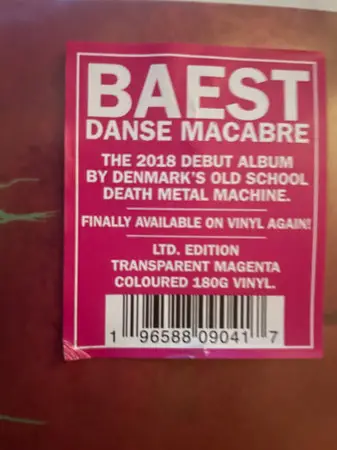 BAEST
DANSE MACABRE
THE 2018 DEBUT ALBUM
BY DENMARK'S OLD SCHOOL
DEATH METAL MACHINE.
FINALLY AVAILABLE ON VINYL AGAIN!
LTD. EDITION
TRANSPARENT MAGENTA
COLOURED 180G VINYL.
1 96588 09041 7